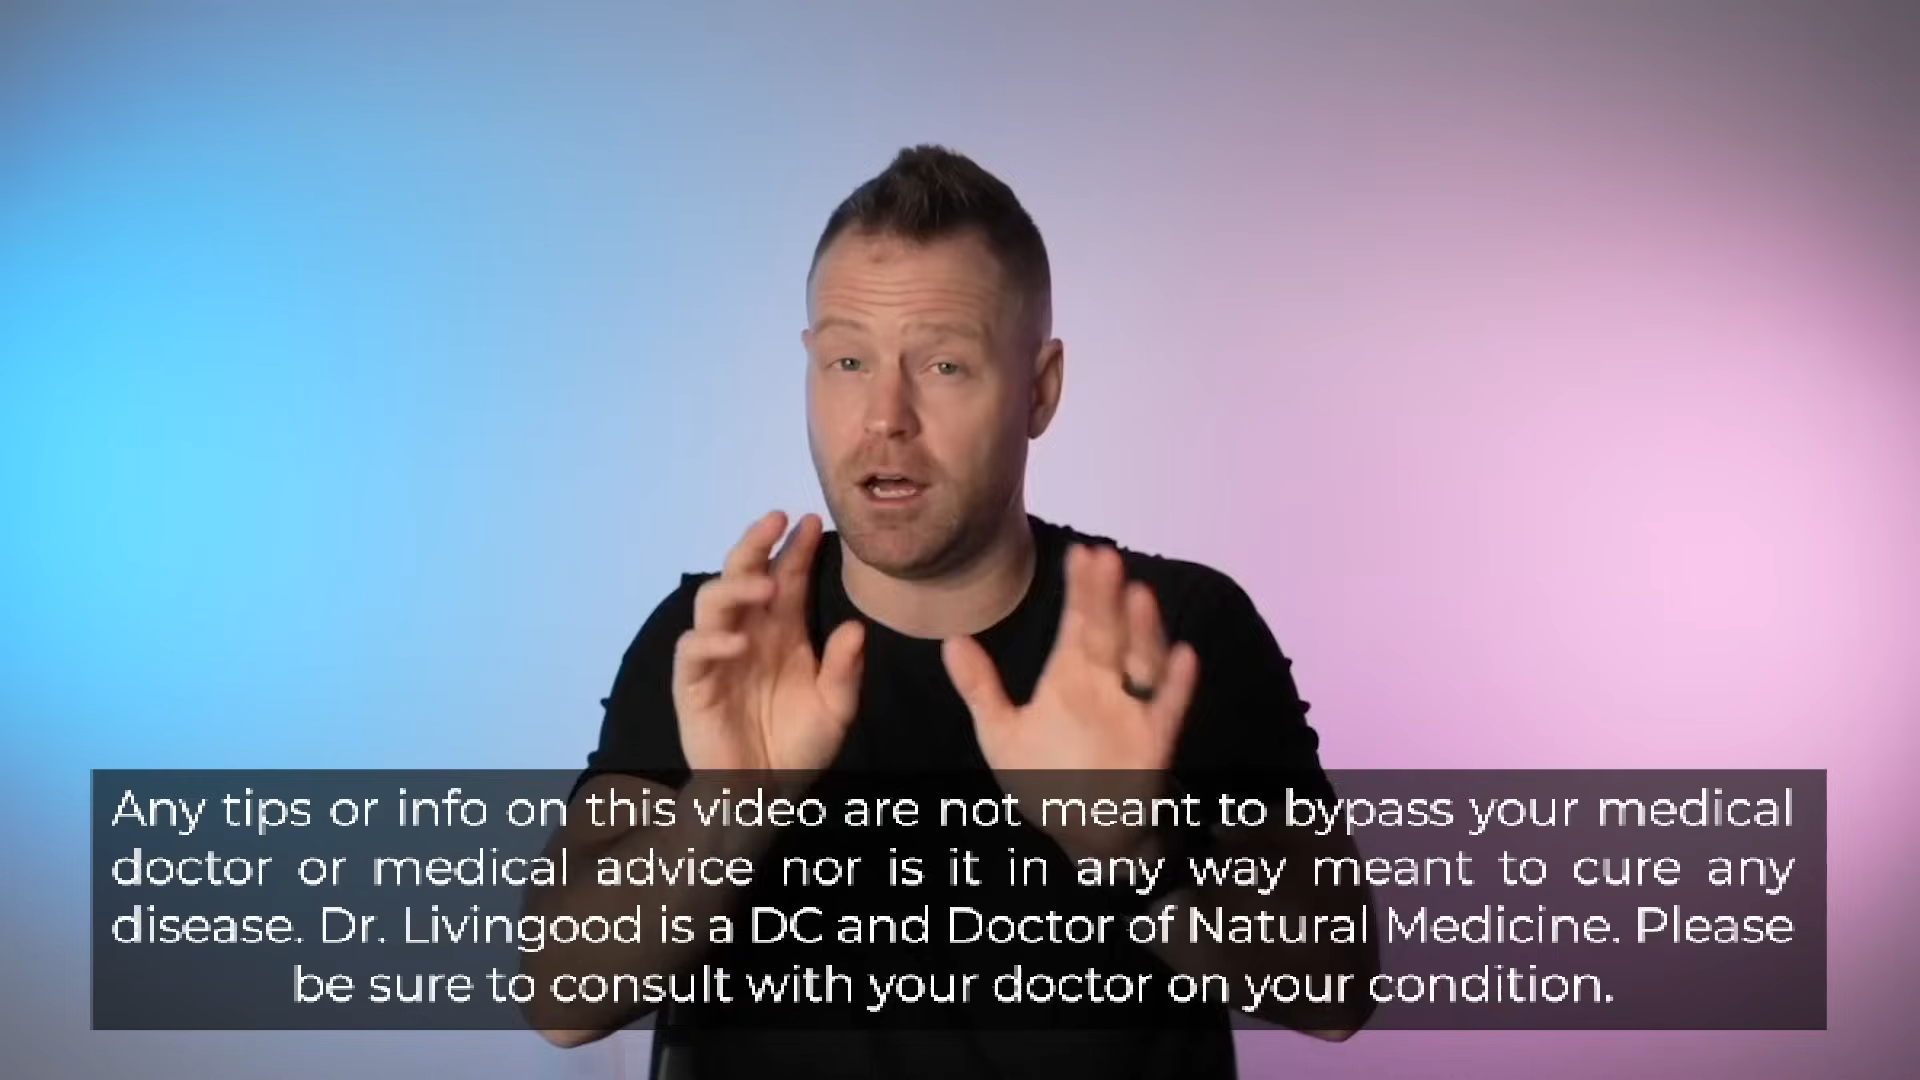 Any tips or info on this video are not meant to bypass your medical
doctor or medical advice nor is it in any way meant to cure any
disease. Dr. Livingood is a DC and Doctor of Natural Medicine. Please
be sure to consult with your doctor on your condition.